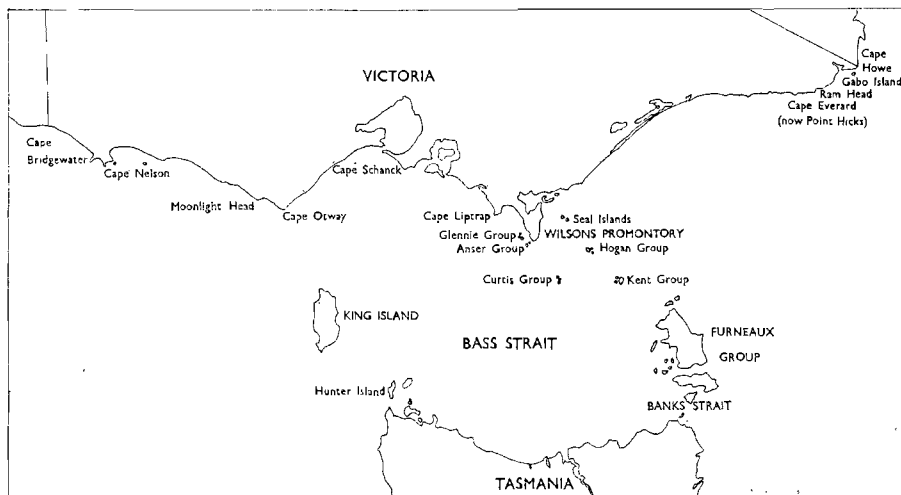 VICTORIA
Cape
Howe
Gabo Island
Ram Head
Cape Everard
(now Point Hicks)
Cape
Bridgewater
Cape Nelson
Moonlight Head
Cape Otway
Cape Schanck
Cape Liptrap
Seal Islands
Glennie Group
WILSONS PROMONTORY
Anser Group
Hogan Group
Curtis Group
Kent Group
KING ISLAND
BASS STRAIT
FURNEAUX
GROUP
Hunter Island
BANKS STRAIT
TASMANIA